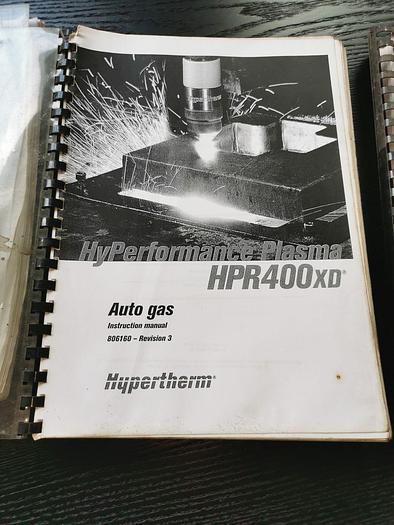 HyPerformance Plasma
HPR400XD®
Auto gas
Instruction manual
806160 – Revision 3
Hypertherm®